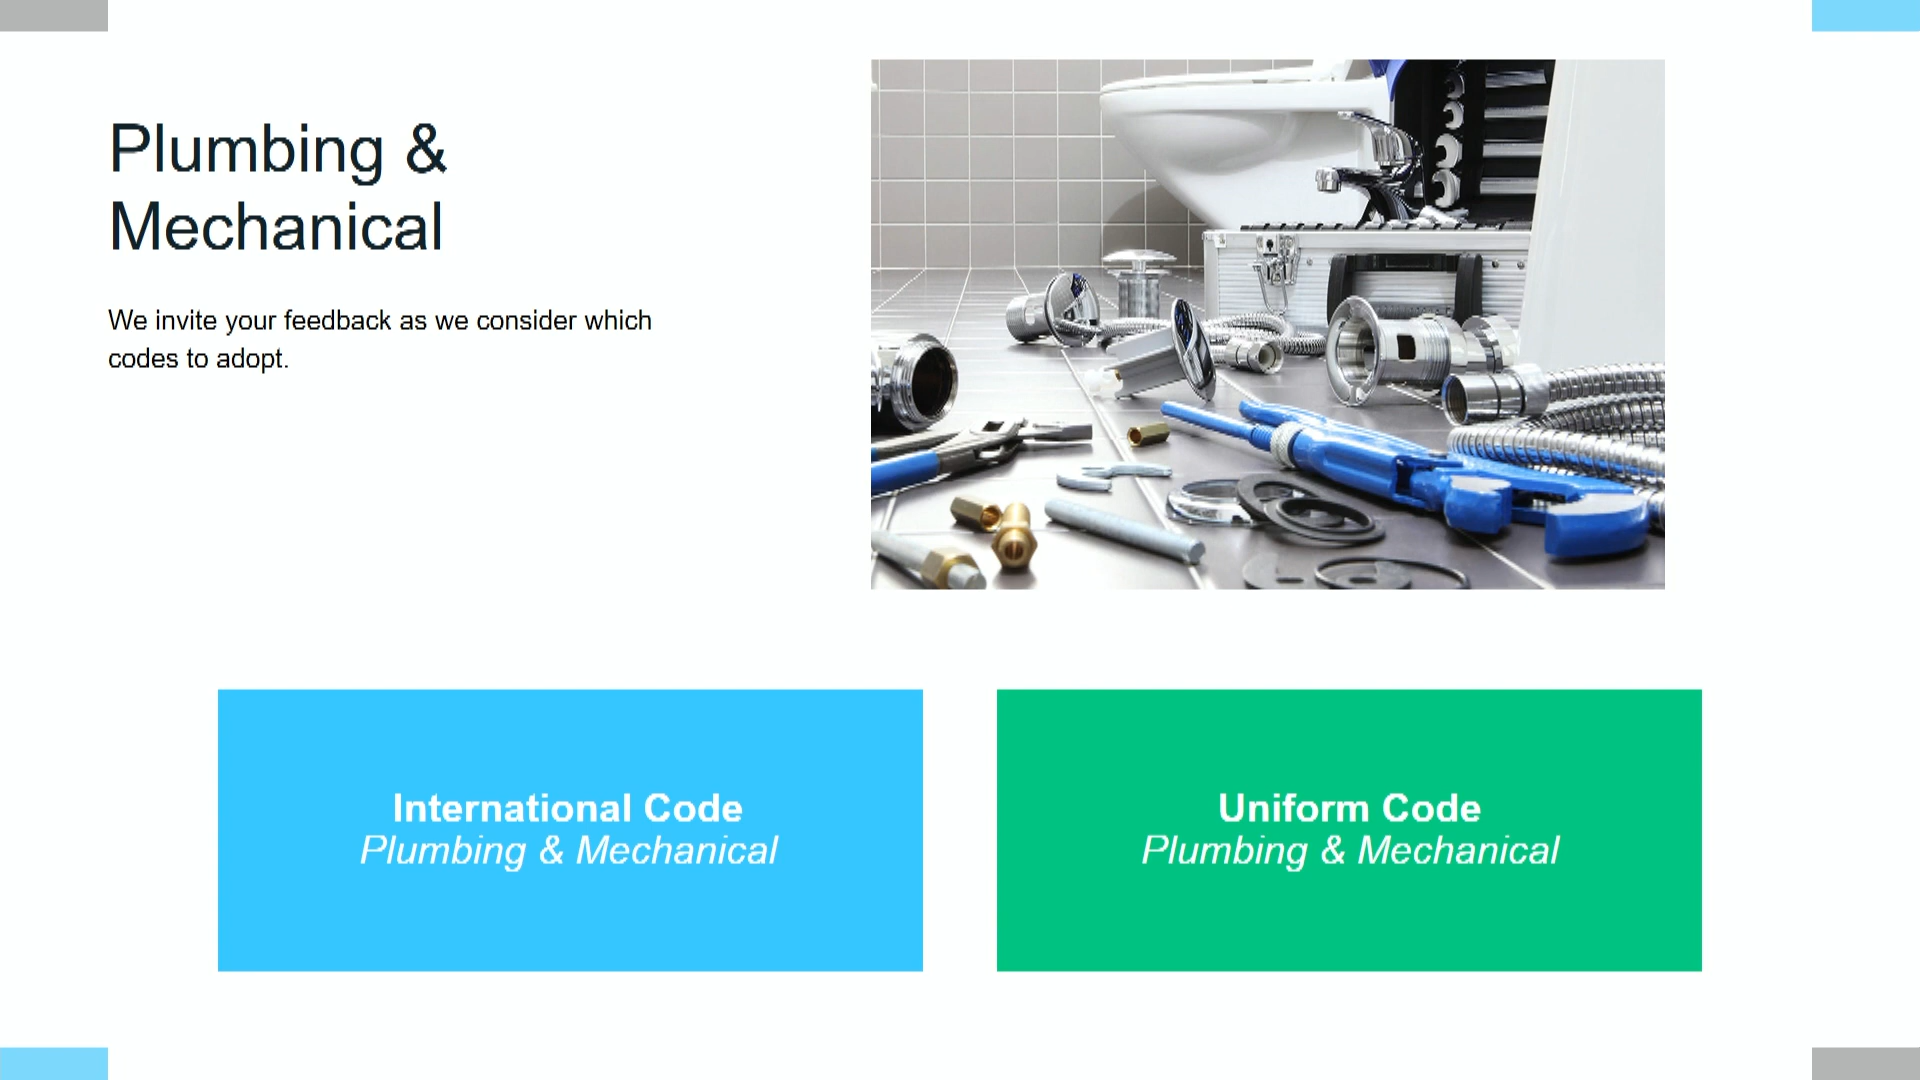 Plumbing &
Mechanical
We invite your feedback as we consider which
codes to adopt.
International Code
Plumbing & Mechanical
Uniform Code
Plumbing & Mechanical